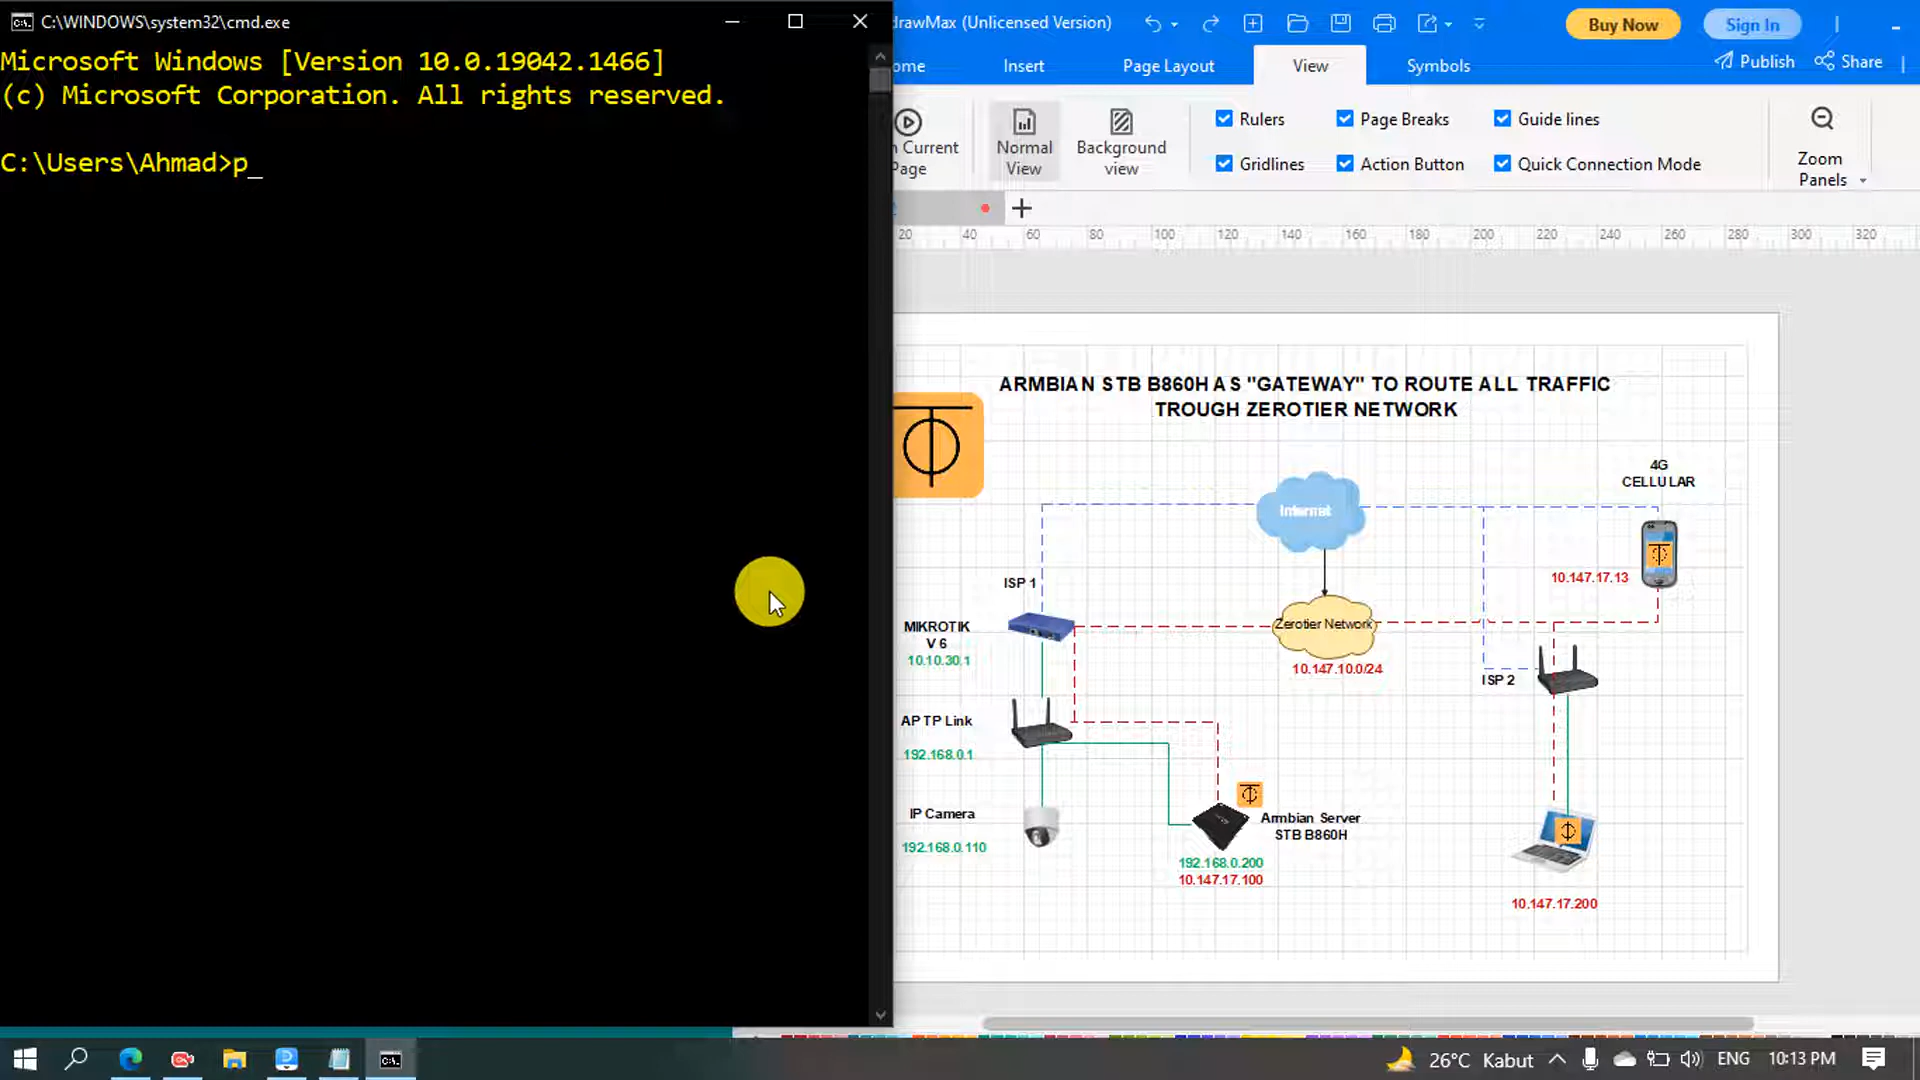 C:\WINDOWS\system32\cmd.exe
Microsoft Windows [Version 10.0.19042.1466]
(c) Microsoft Corporation. All rights reserved.
C:\Users\Ahmad>p_
drawMax (Unlicensed Version)
Buy Now
Sign In
ome
Insert
Page Layout
View
Symbols
Publish
Share
n Current
Page
Normal
View
Background
view
Rulers
Page Breaks
Guide lines
Gridlines
Action Button
Quick Connection Mode
Zoom
Panels
20 40 60 80 100 120 140 160 180 200 220 240 260 280 300 320
ARMBIAN STB B860H AS "GATEWAY" TO ROUTE ALL TRAFFIC
TROUGH ZEROTIER NETWORK
4G
CELLULAR
Internet
10.147.17.13
ISP 1
MIKROTIK
V 6
10.10.30.1
Zerotier Network
10.147.10.0/24
ISP 2
AP TP Link
192.168.0.1
IP Camera
192.168.0.110
Armbian Server
STB B860H
192.168.0.200
10.147.17.100
10.147.17.200
26°C Kabut
ENG
10:13 PM